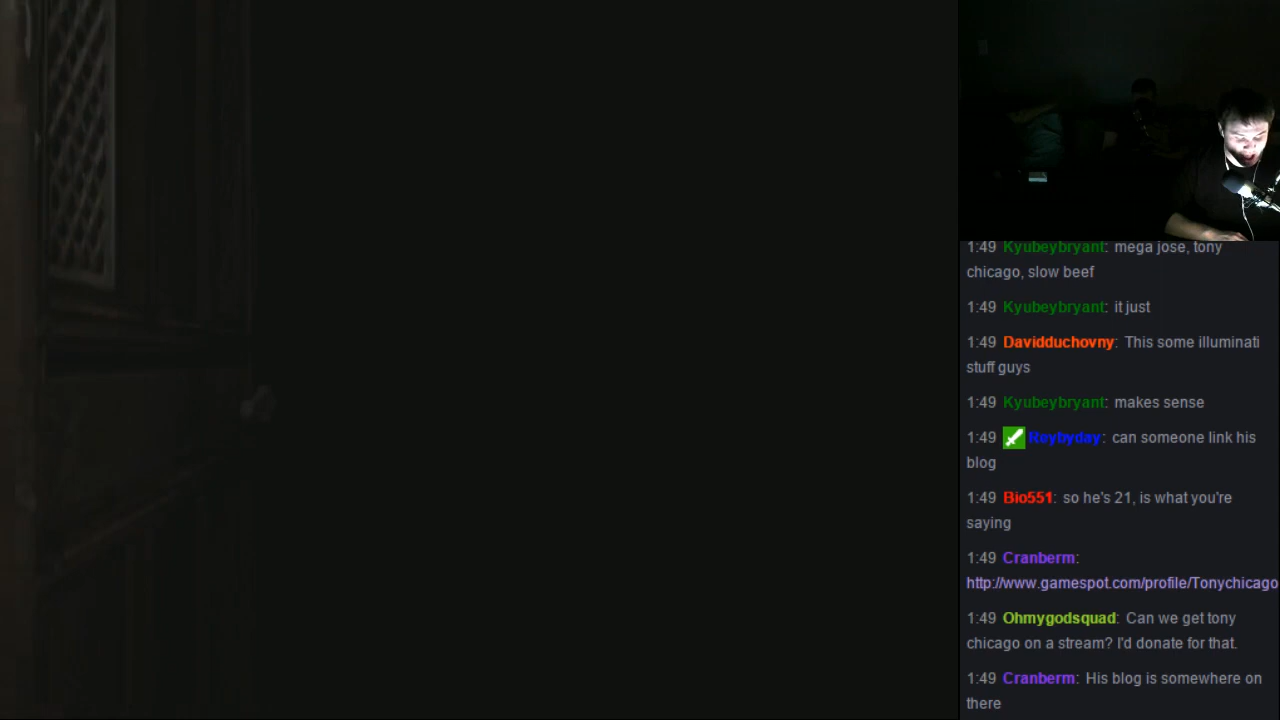 1:49 Kyubeybryant: mega jose, tony
chicago, slow beef
1:49 Kyubeybryant: it just
1:49 Davidduchovny: This some illuminati
stuff guys
1:49 Kyubeybryant: makes sense
1:49 Roybyday: can someone link his
blog
1:49 Bio551: so he's 21, is what you're
saying
1:49 Cranberm:
http://www.gamespot.com/profile/Tonychicago
1:49 Ohmygodsquad: Can we get tony
chicago on a stream? I'd donate for that.
1:49 Cranberm: His blog is somewhere on
there